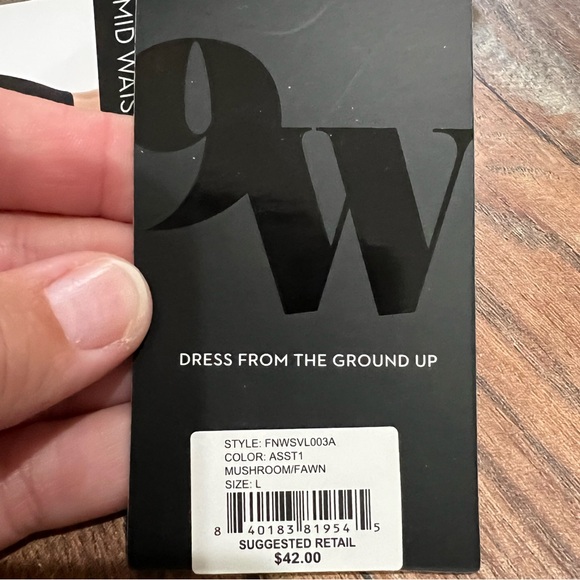 MID WAIS
9W
DRESS FROM THE GROUND UP
STYLE: FNWSVL003A
COLOR: ASST1
MUSHROOM/FAWN
SIZE: L
8 40183 81954 5
SUGGESTED RETAIL
$42.00